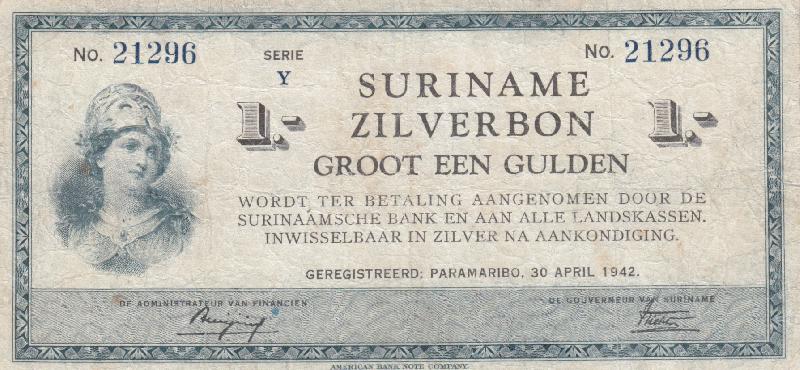 No. 21296
SERIE
Y
No. 21296
SURINAME
1.- ZILVERBON 1.-
GROOT EEN GULDEN
WORDT TER BETALING AANGENOMEN DOOR DE
SURINAAMSCHE BANK EN AAN ALLE LANDSKASSEN.
INWISSELBAAR IN ZILVER NA AANKONDIGING.
GEREGISTREERD: PARAMARIBO, 30 APRIL 1942.
DE ADMINISTRATEUR VAN FINANCIËN
DE GOUVERNEUR VAN SURINAME
AMERICAN BANK NOTE COMPANY.